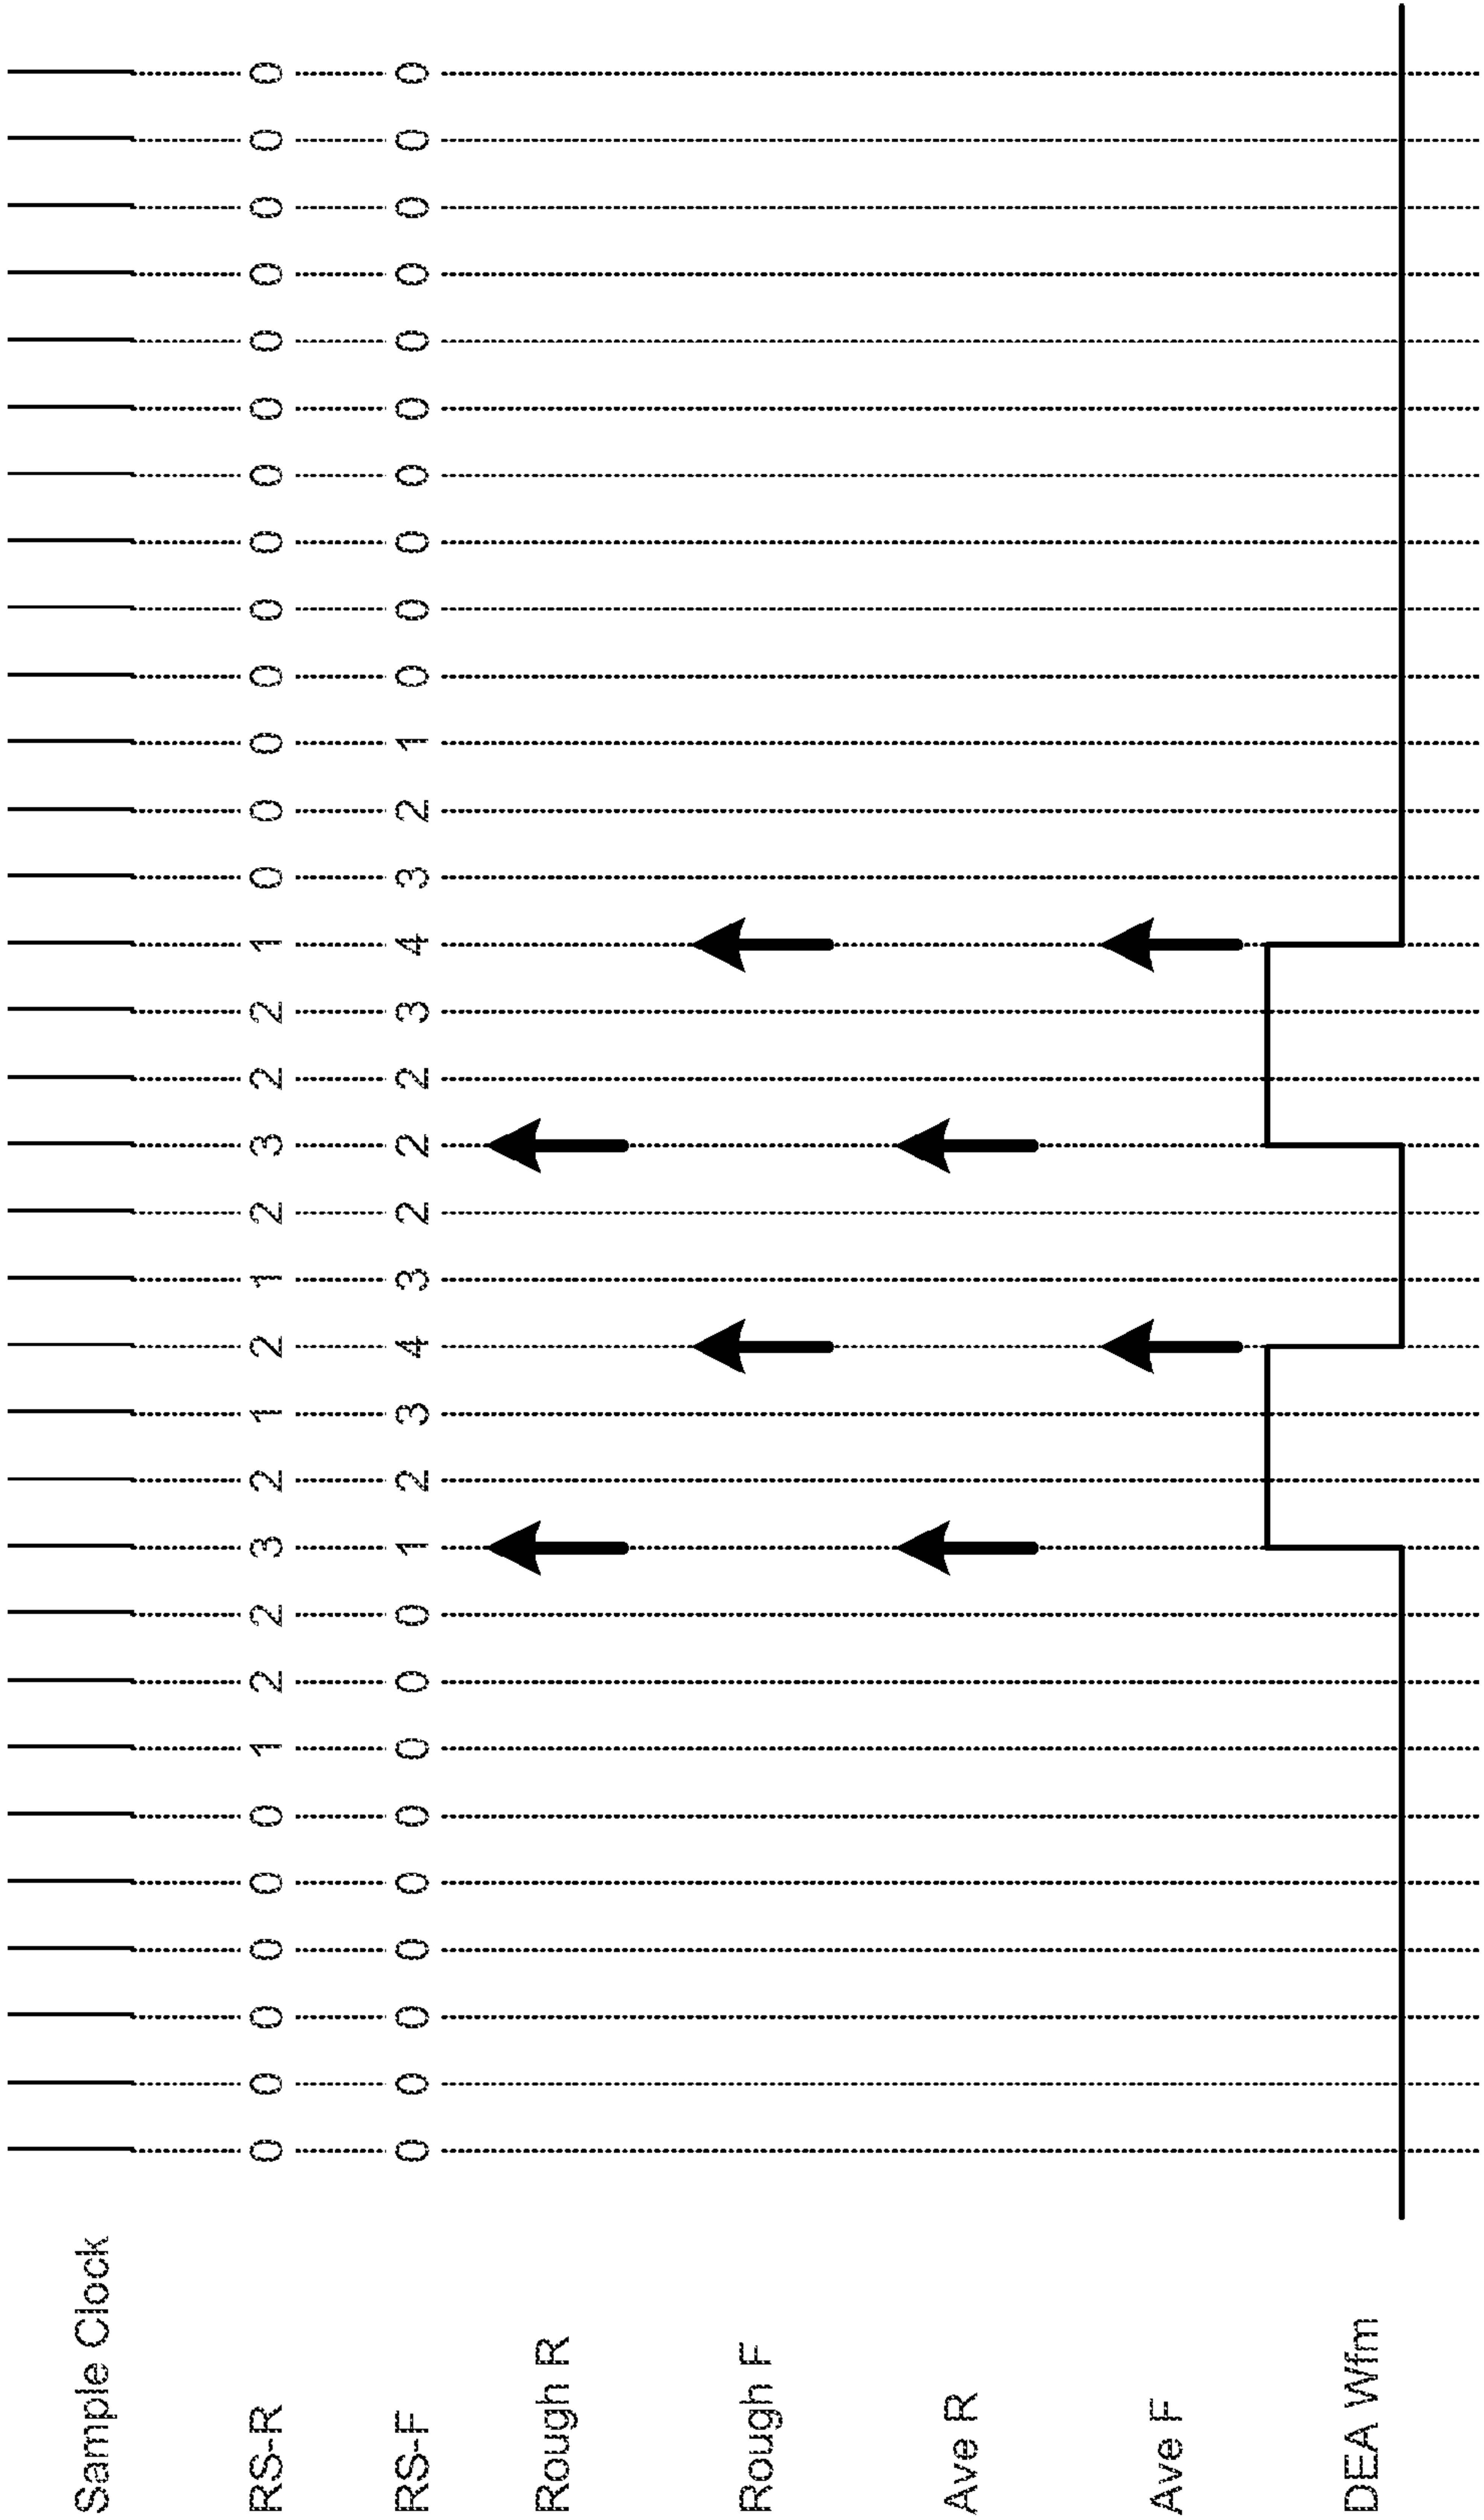 Sample Clock
RS-R 0 0 0 0 0 0 1 2 2 3 2 1 2 1 2 3 2 2 1 0 0 0 0 0 0 0 0 0 0 0 0 0
RS-F 0 0 0 0 0 0 0 0 0 1 2 3 4 3 2 2 2 3 4 3 2 1 0 0 0 0 0 0 0 0 0 0
Rough R
Rough F
Ave R
Ave F
DEA Wfm